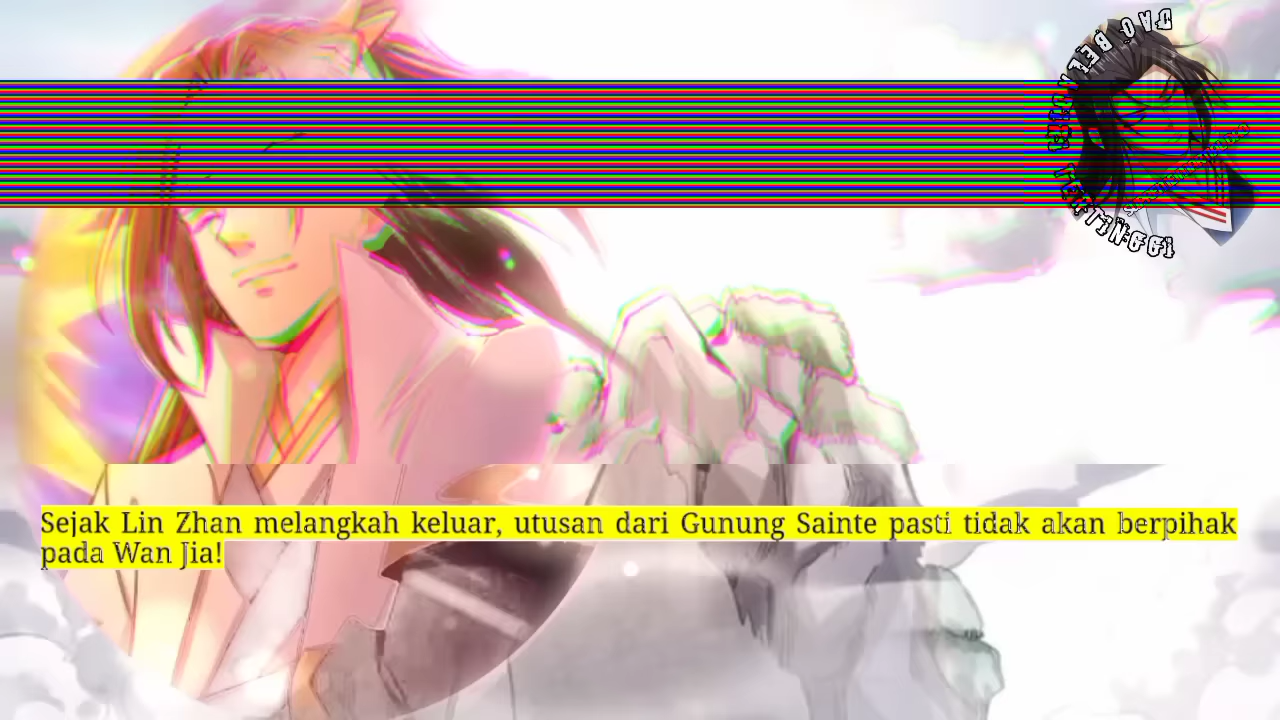 Sejak Lin Zhan melangkah keluar, utusan dari Gunung Sainte pasti tidak akan berpihak
pada Wan Jia!